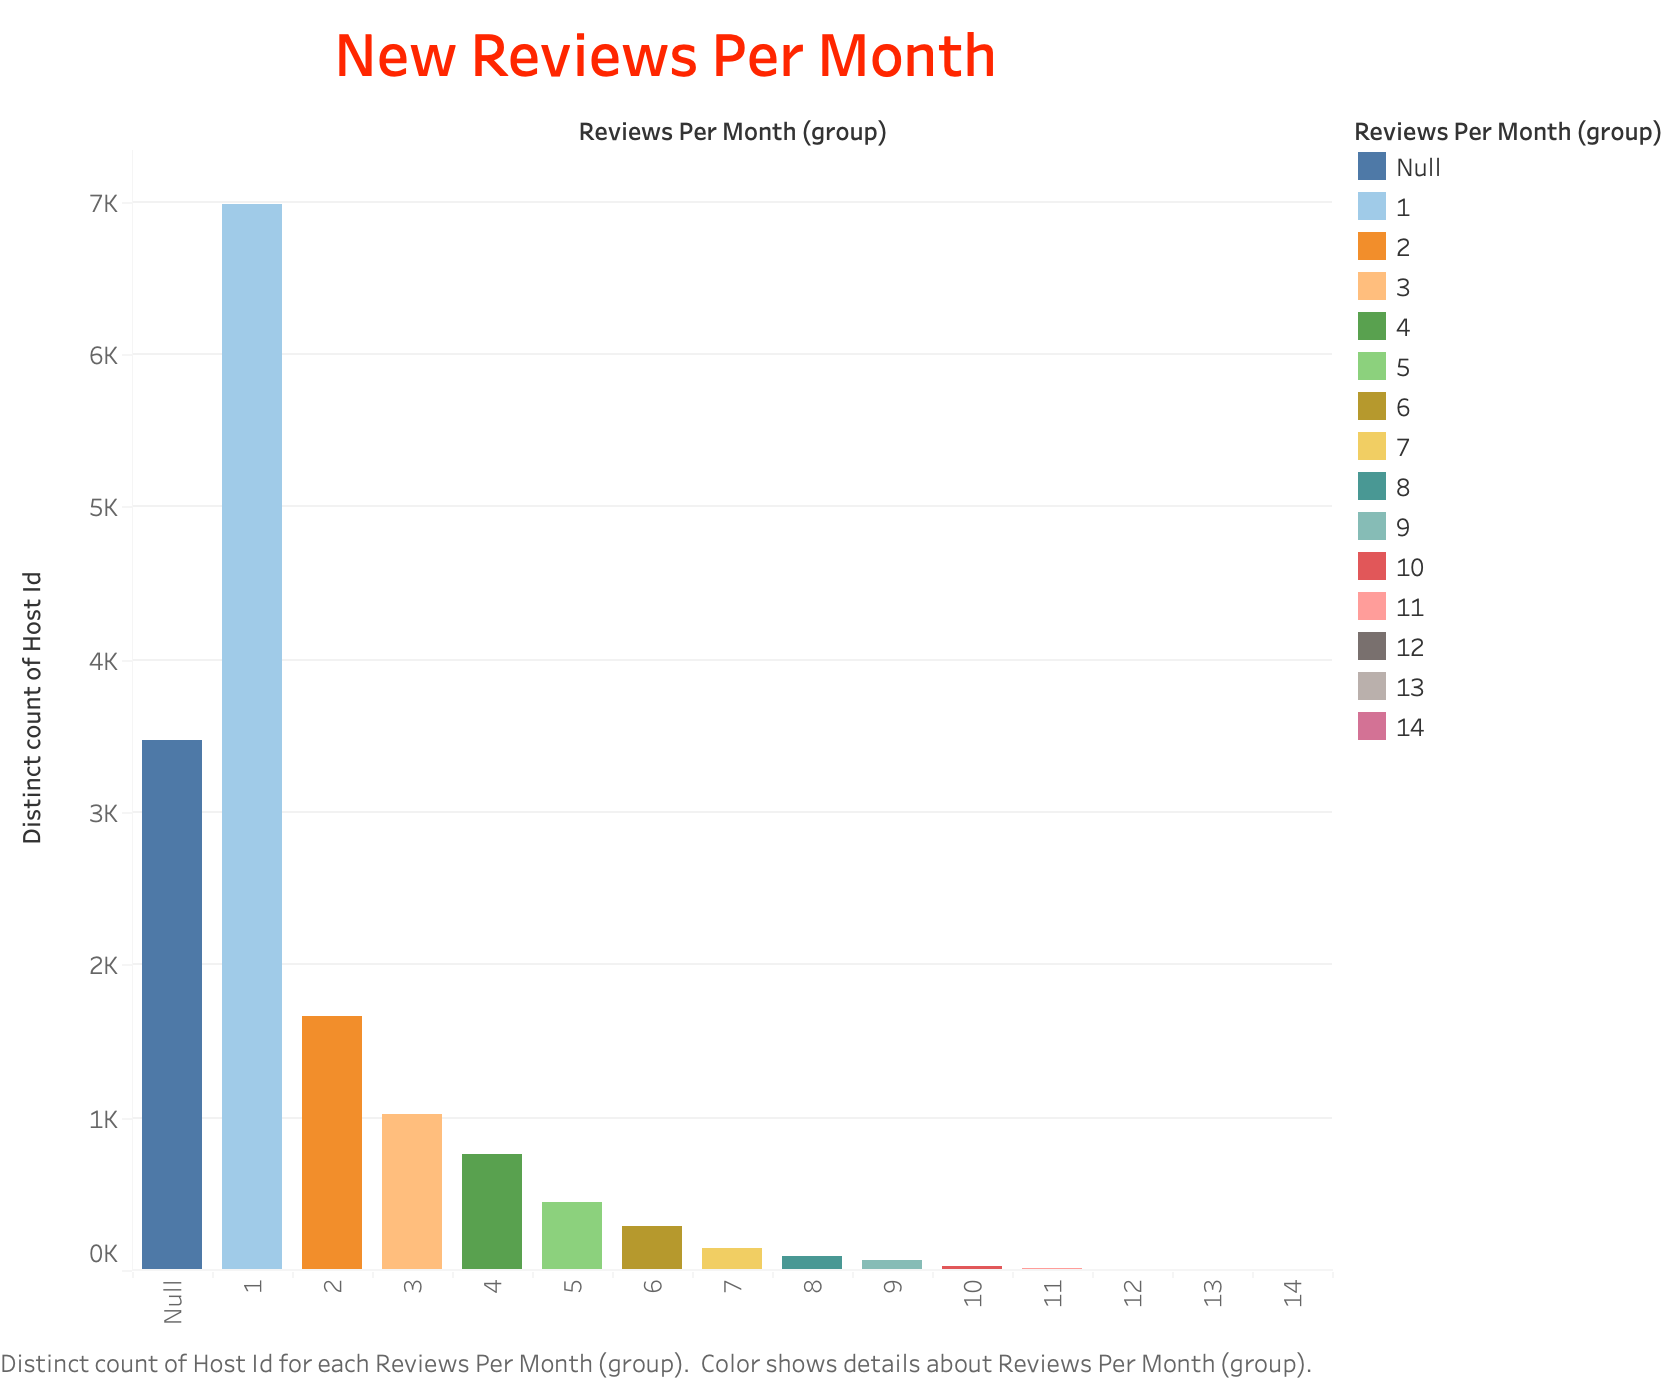 New Reviews Per Month
Reviews Per Month (group)
Reviews Per Month (group)
Null
1
2
3
4
5
6
7
8
9
10
11
12
13
14
7K
6K
5K
4K
3K
2K
1K
0K
Distinct count of Host Id
Null
1
2
3
4
5
6
7
8
9
10
11
12
13
14
Distinct count of Host Id for each Reviews Per Month (group).  Color shows details about Reviews Per Month (group).